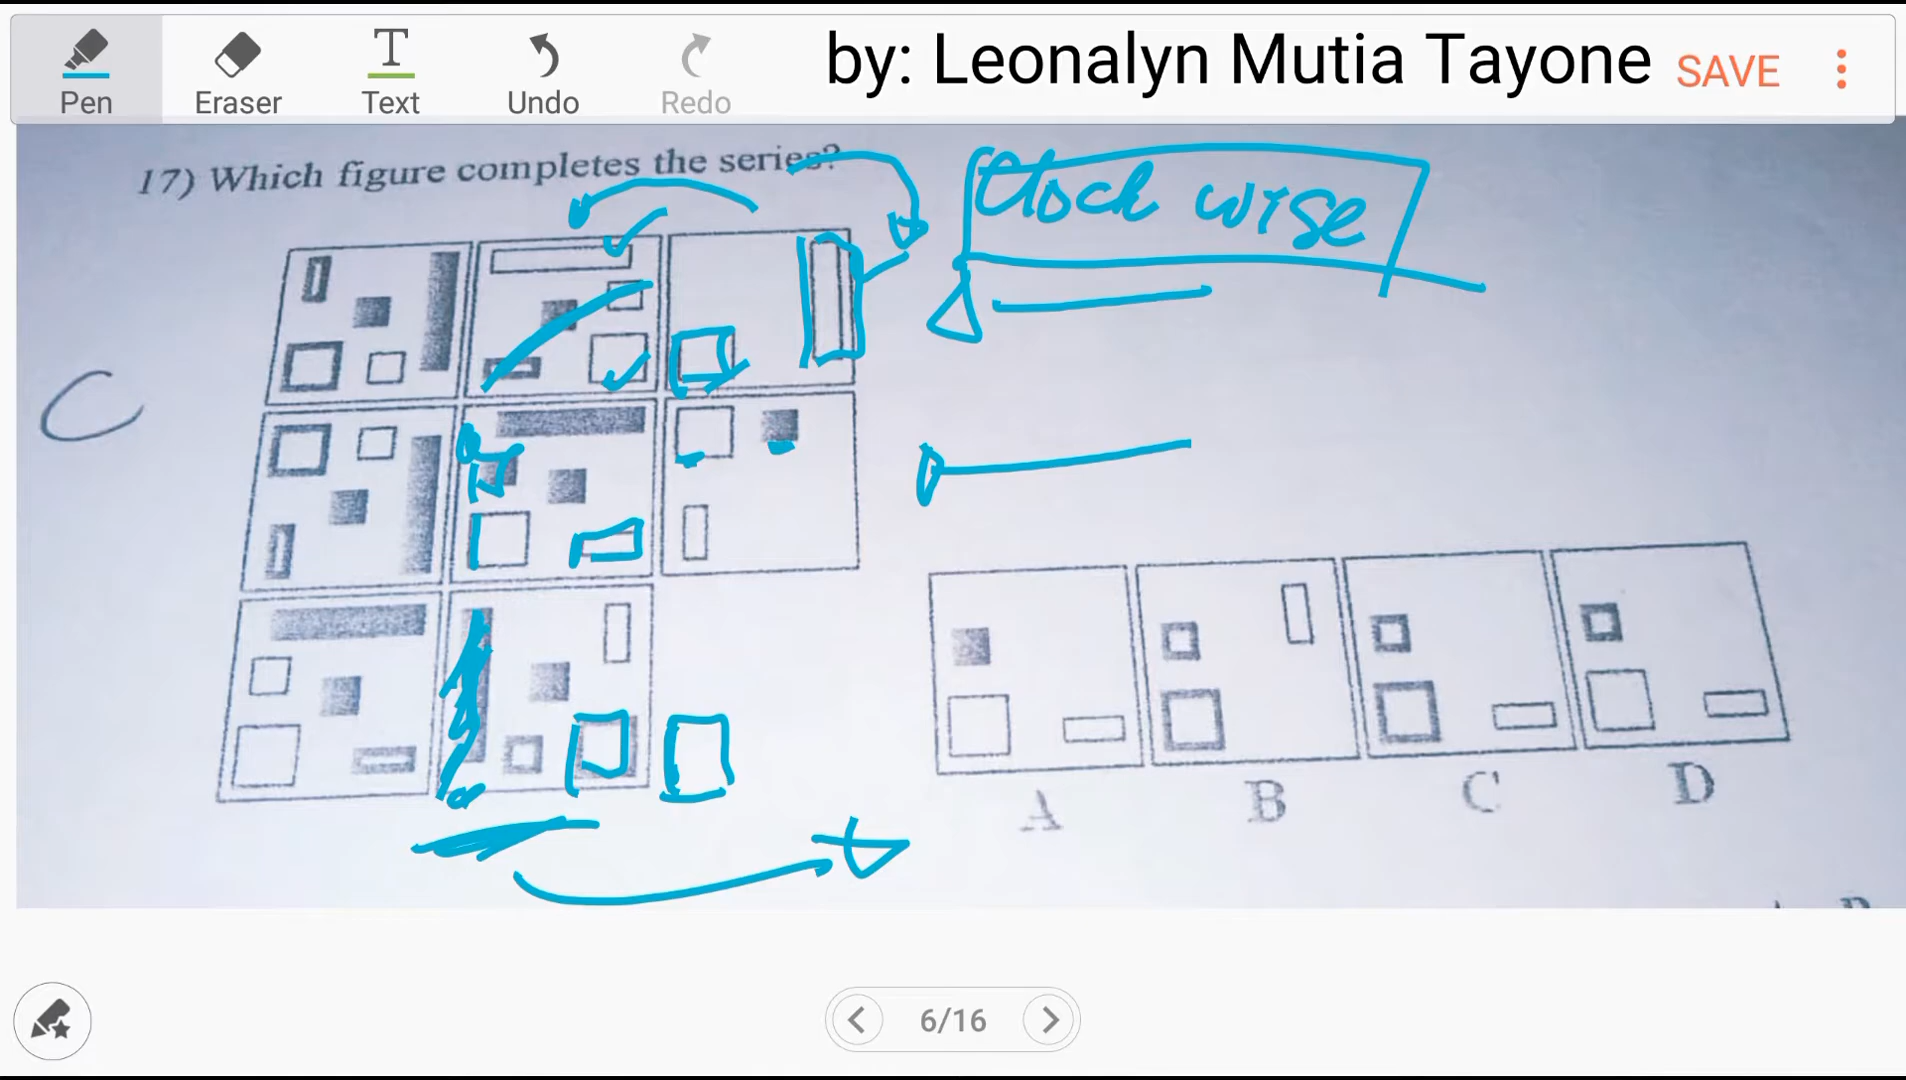 Pen
Eraser
Text
Undo
Redo
by: Leonalyn Mutia Tayone
SAVE
17) Which figure completes the series?
Clock wise
C
A
B
C
D
6/16